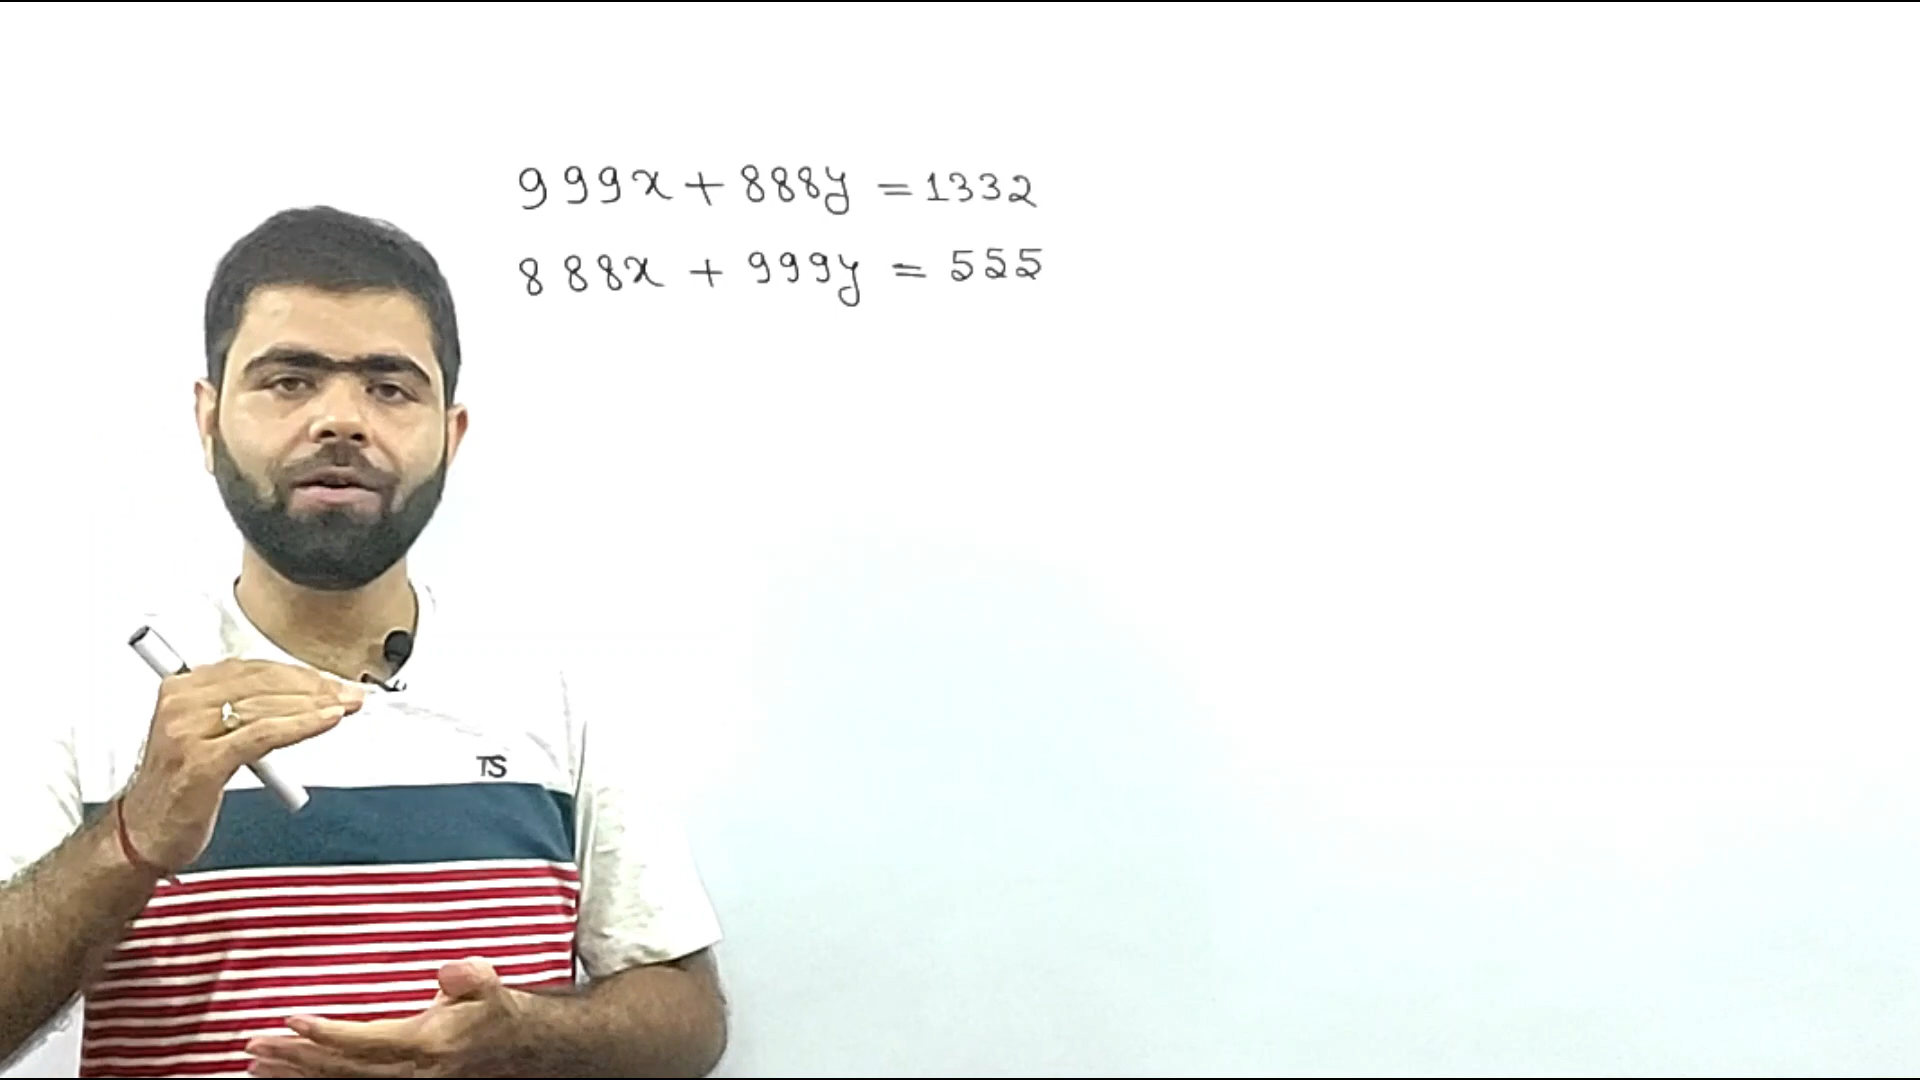 999x + 888y = 1332
888x + 999y = 555
TS